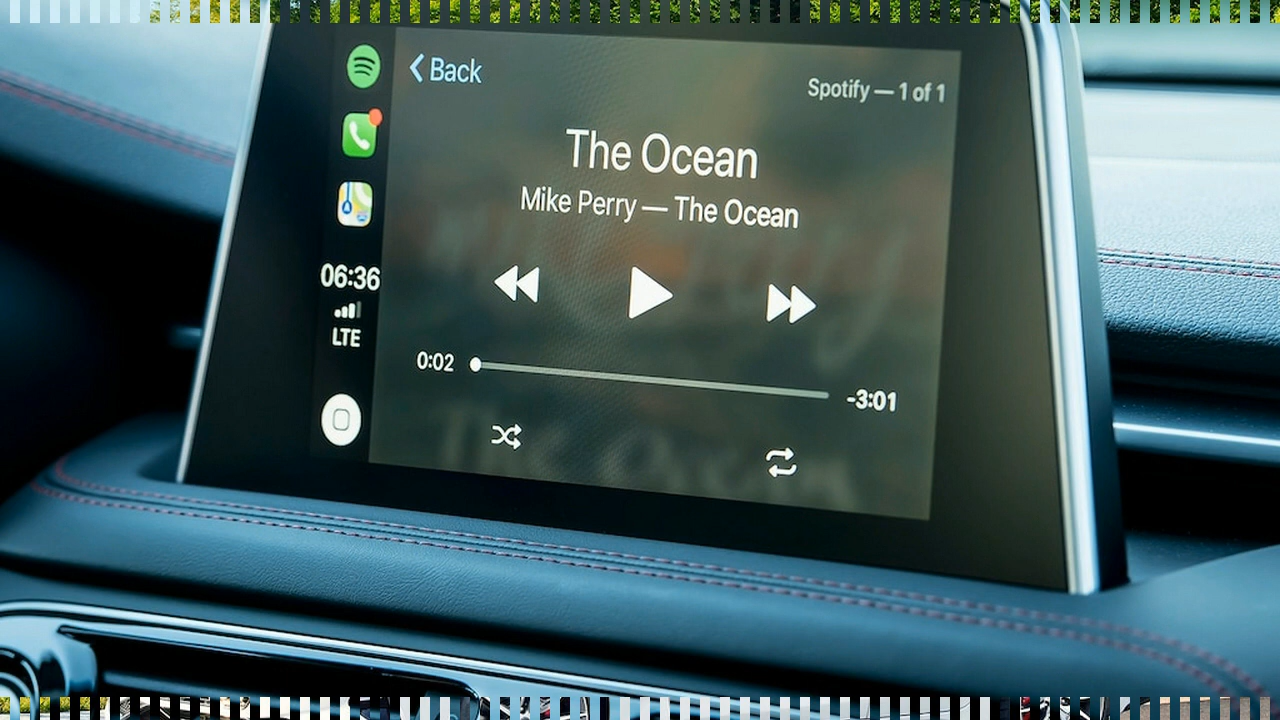 Back
Spotify — 1 of 1
The Ocean
Mike Perry — The Ocean
06:36
LTE
0:02
-3:01